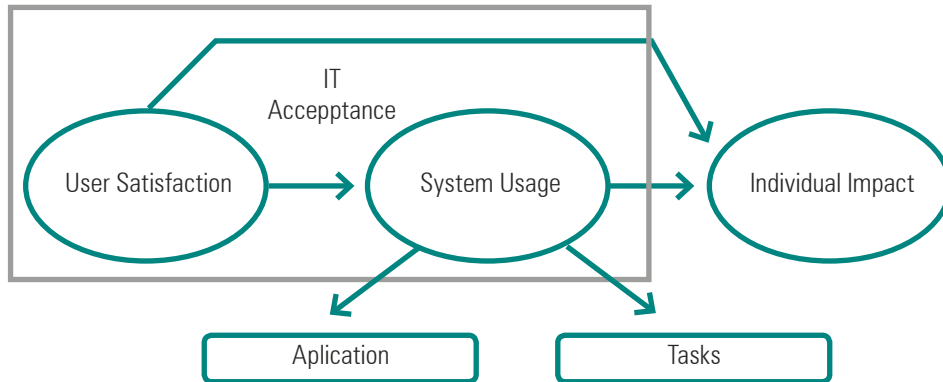 IT
Accepptance
User Satisfaction
System Usage
Individual Impact
Aplication
Tasks